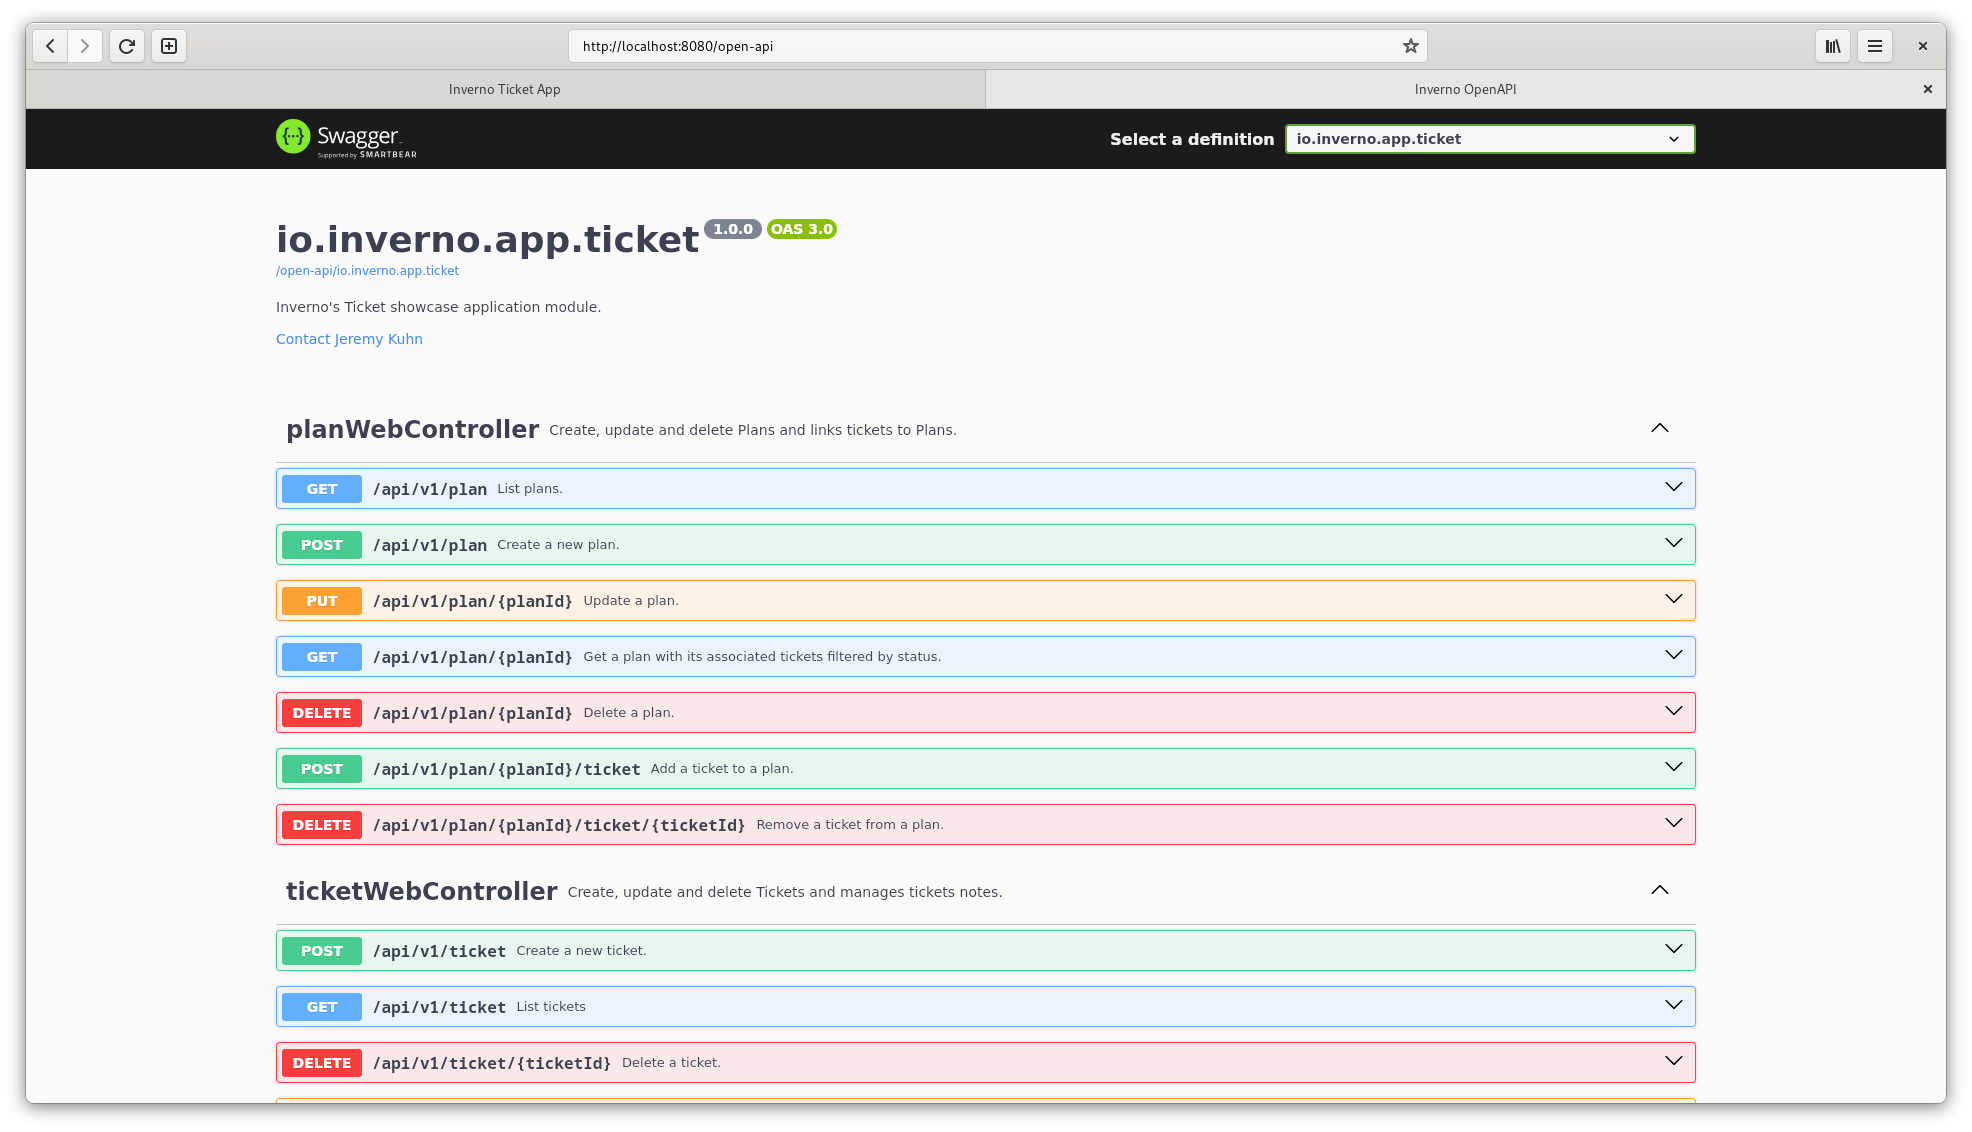 http://localhost:8080/open-api
Inverno Ticket App
Inverno OpenAPI
Swagger
Supported by SMARTBEAR
Select a definition
io.inverno.app.ticket
io.inverno.app.ticket 1.0.0 OAS 3.0
/open-api/io.inverno.app.ticket
Inverno's Ticket showcase application module.
Contact Jeremy Kuhn
planWebController Create, update and delete Plans and links tickets to Plans.
GET /api/v1/plan List plans.
POST /api/v1/plan Create a new plan.
PUT /api/v1/plan/{planId} Update a plan.
GET /api/v1/plan/{planId} Get a plan with its associated tickets filtered by status.
DELETE /api/v1/plan/{planId} Delete a plan.
POST /api/v1/plan/{planId}/ticket Add a ticket to a plan.
DELETE /api/v1/plan/{planId}/ticket/{ticketId} Remove a ticket from a plan.
ticketWebController Create, update and delete Tickets and manages tickets notes.
POST /api/v1/ticket Create a new ticket.
GET /api/v1/ticket List tickets
DELETE /api/v1/ticket/{ticketId} Delete a ticket.